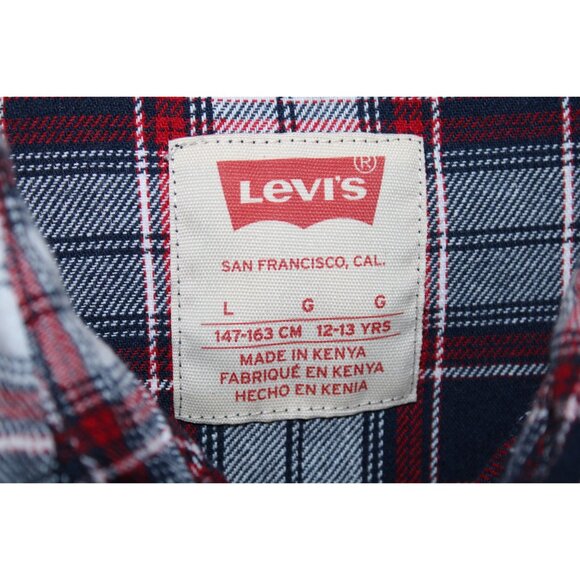 LEVI'S ®
SAN FRANCISCO, CAL.
L G G
147-163 CM 12-13 YRS
MADE IN KENYA
FABRIQUÉ EN KENYA
HECHO EN KENIA